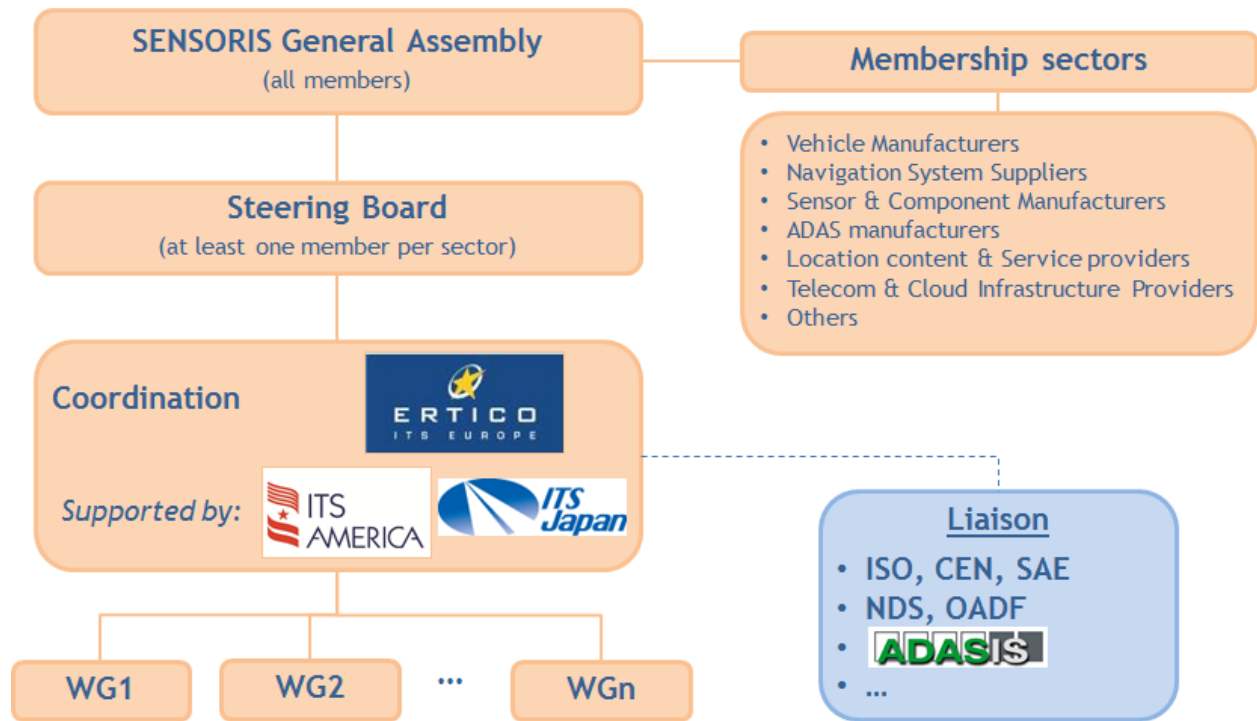 SENSORIS General Assembly
(all members)
Membership sectors
• Vehicle Manufacturers
• Navigation System Suppliers
• Sensor & Component Manufacturers
• ADAS manufacturers
• Location content & Service providers
• Telecom & Cloud Infrastructure Providers
• Others
Steering Board
(at least one member per sector)
Coordination
ERTICO
ITS EUROPE
Supported by:
ITS
AMERICA
ITS
Japan
Liaison
• ISO, CEN, SAE
• NDS, OADF
• ADASIS
• ...
WG1
WG2
...
WGn